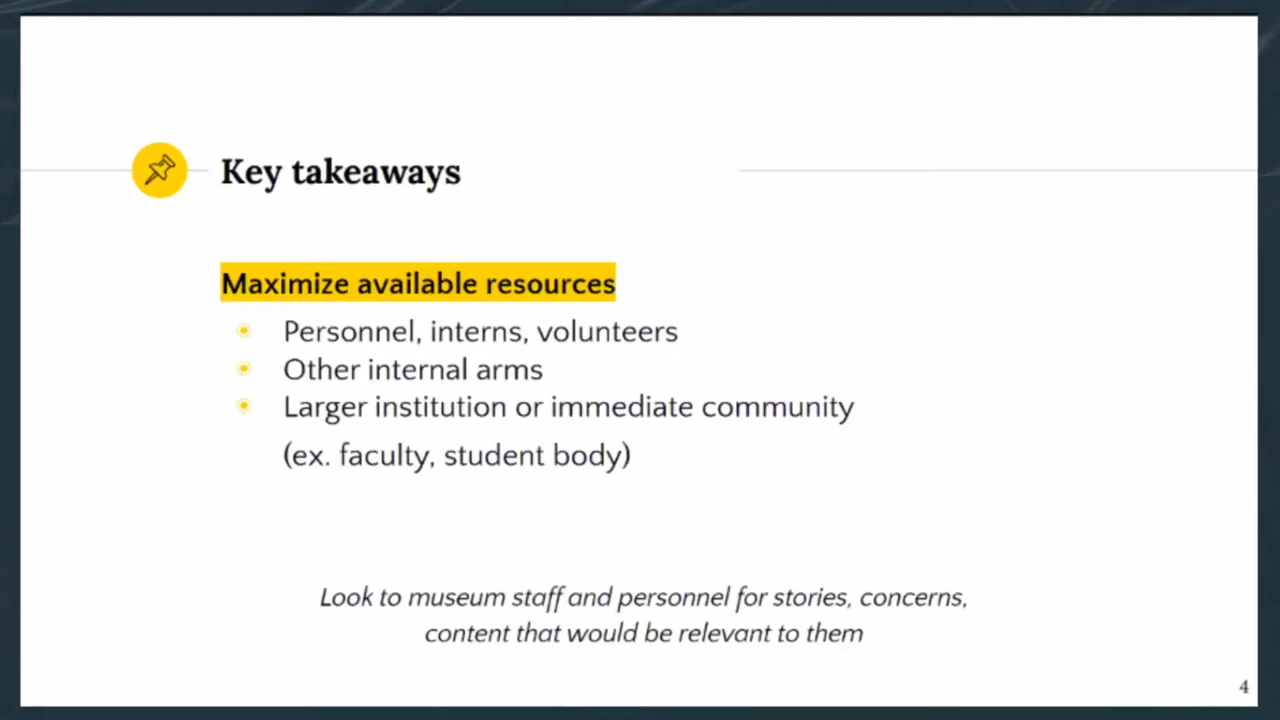 Key takeaways
Maximize available resources
Personnel, interns, volunteers
Other internal arms
Larger institution or immediate community
(ex. faculty, student body)
Look to museum staff and personnel for stories, concerns,
content that would be relevant to them
4